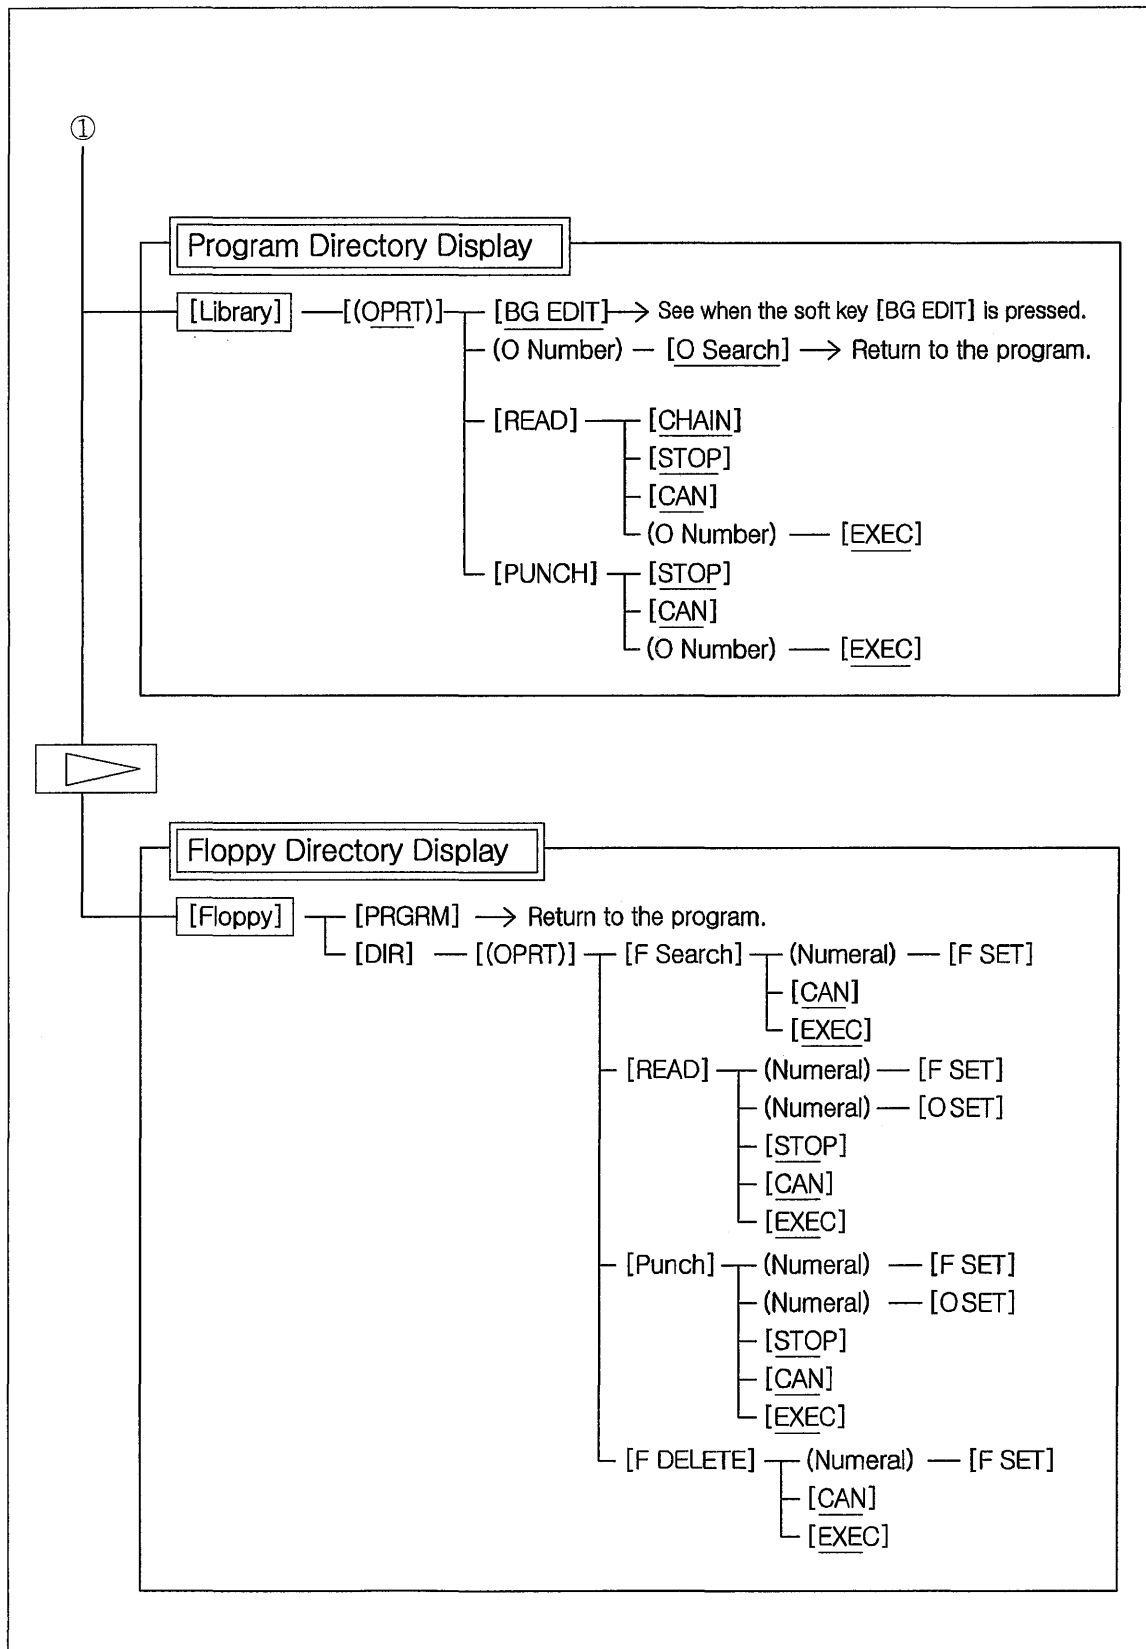 ①
Program Directory Display
[Library] [(OPRT)] [BG EDIT] → See when the soft key [BG EDIT] is pressed.
(O Number) — [O Search] → Return to the program.
[READ] [CHAIN]
[STOP]
[CAN]
(O Number) — [EXEC]
[PUNCH] [STOP]
[CAN]
(O Number) — [EXEC]
Floppy Directory Display
[Floppy] [PRGRM] → Return to the program.
[DIR] — [(OPRT)] [F Search] (Numeral) — [F SET]
[CAN]
[EXEC]
[READ] (Numeral) — [F SET]
(Numeral) — [O SET]
[STOP]
[CAN]
[EXEC]
[Punch] (Numeral) — [F SET]
(Numeral) — [O SET]
[STOP]
[CAN]
[EXEC]
[F DELETE] (Numeral) — [F SET]
[CAN]
[EXEC]